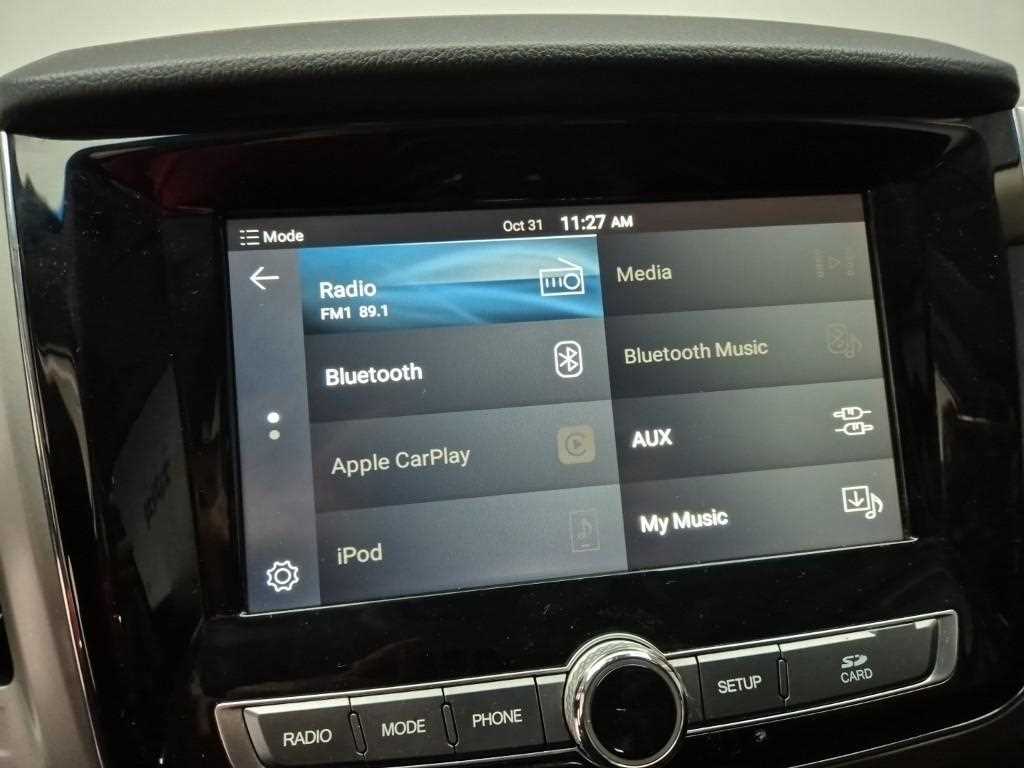 Mode
Oct 31 11:27 AM
Radio
FM1 89.1
Bluetooth
Apple CarPlay
iPod
Media
Bluetooth Music
AUX
My Music
RADIO
MODE
PHONE
SETUP
SD
CARD